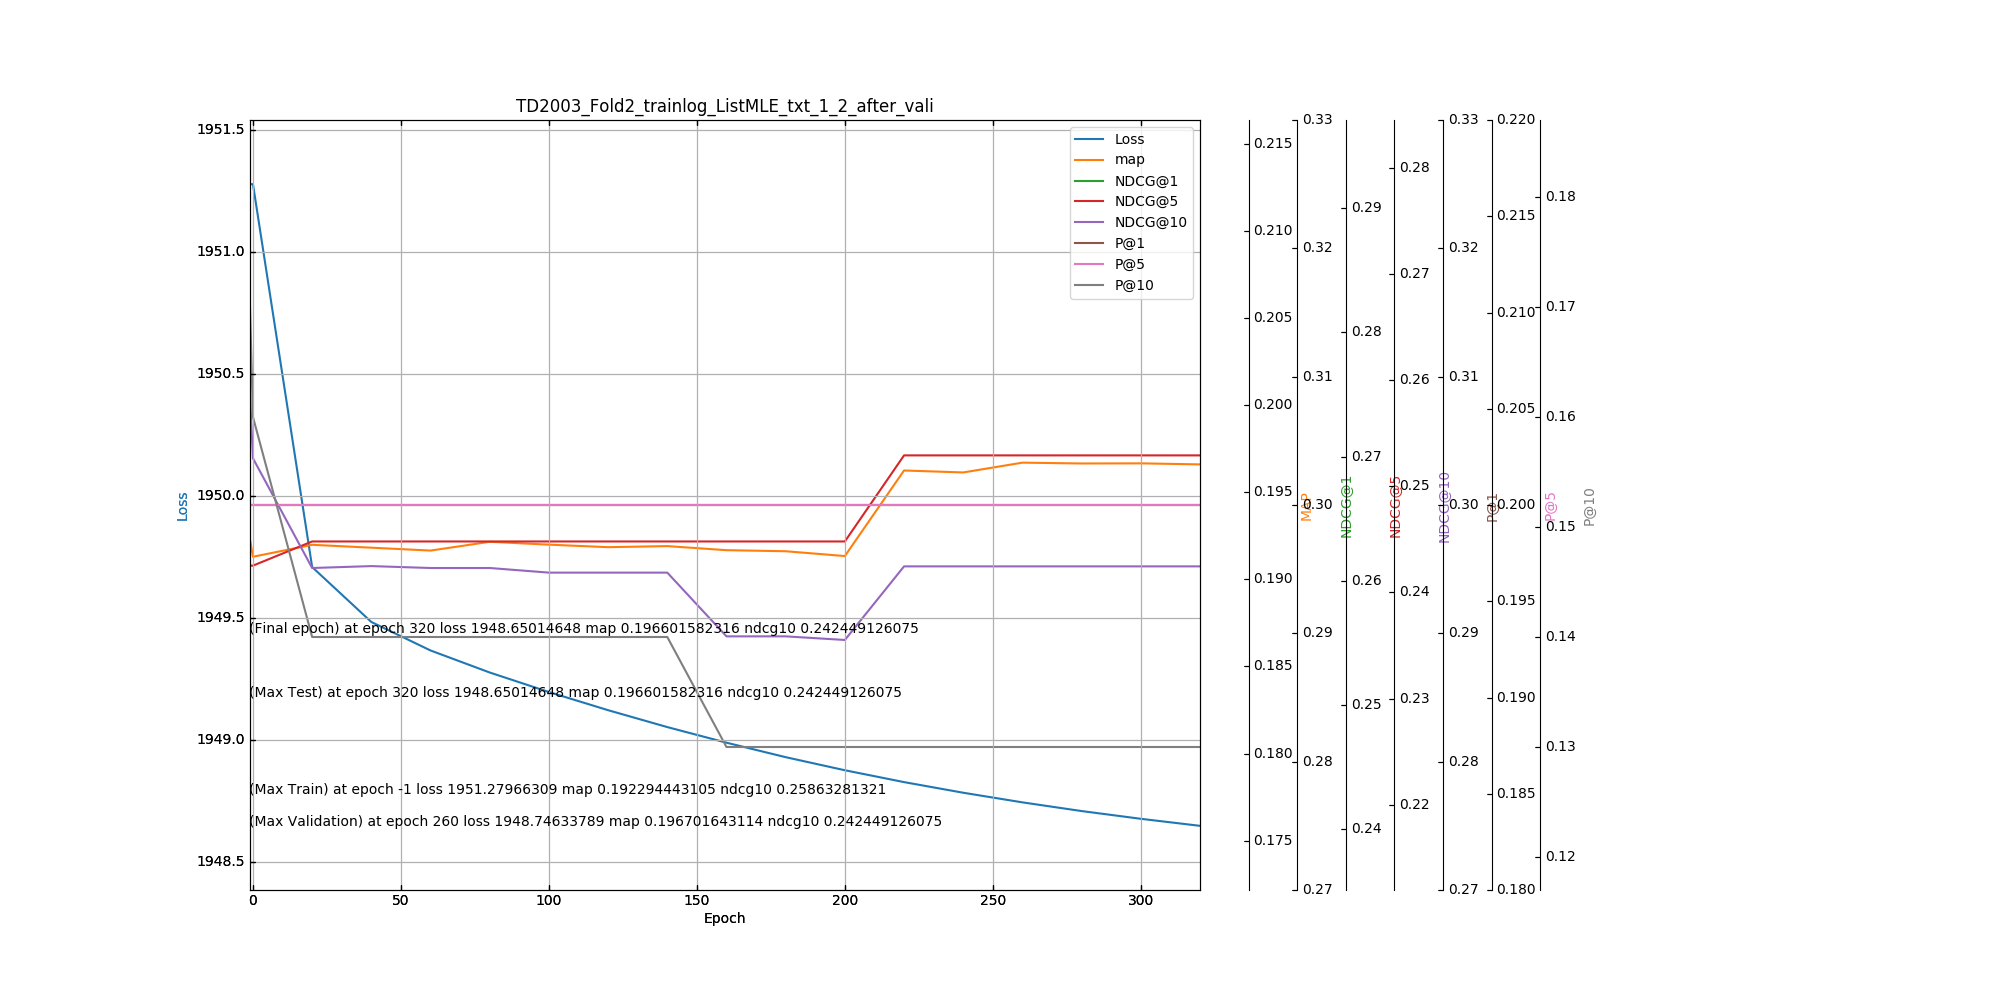 TD2003_Fold2_trainlog_ListMLE_txt_1_2_after_vali
Loss
map
NDCG@1
NDCG@5
NDCG@10
P@1
P@5
P@10
1951.5
1951.0
1950.5
1950.0
1949.5
1949.0
1948.5
Loss
(Final epoch) at epoch 320 loss 1948.65014648 map 0.196601582316 ndcg10 0.242449126075
(Max Test) at epoch 320 loss 1948.65014648 map 0.196601582316 ndcg10 0.242449126075
(Max Train) at epoch -1 loss 1951.27966309 map 0.192294443105 ndcg10 0.25863281321
(Max Validation) at epoch 260 loss 1948.74633789 map 0.196701643114 ndcg10 0.242449126075
0 50 100 150 200 250 300
Epoch
0.215
0.210
0.205
0.200
0.195
0.190
0.185
0.180
0.175
MAP
0.33
0.32
0.31
0.30
0.29
0.28
0.27
NDCG@1
0.29
0.28
0.27
0.26
0.25
0.24
NDCG@5
0.28
0.27
0.26
0.25
0.24
0.23
0.22
NDCG@10
0.33
0.32
0.31
0.30
0.29
0.28
0.27
P@1
0.220
0.215
0.210
0.205
0.200
0.195
0.190
0.185
0.180
P@5
0.18
0.17
0.16
0.15
0.14
0.13
0.12
P@10